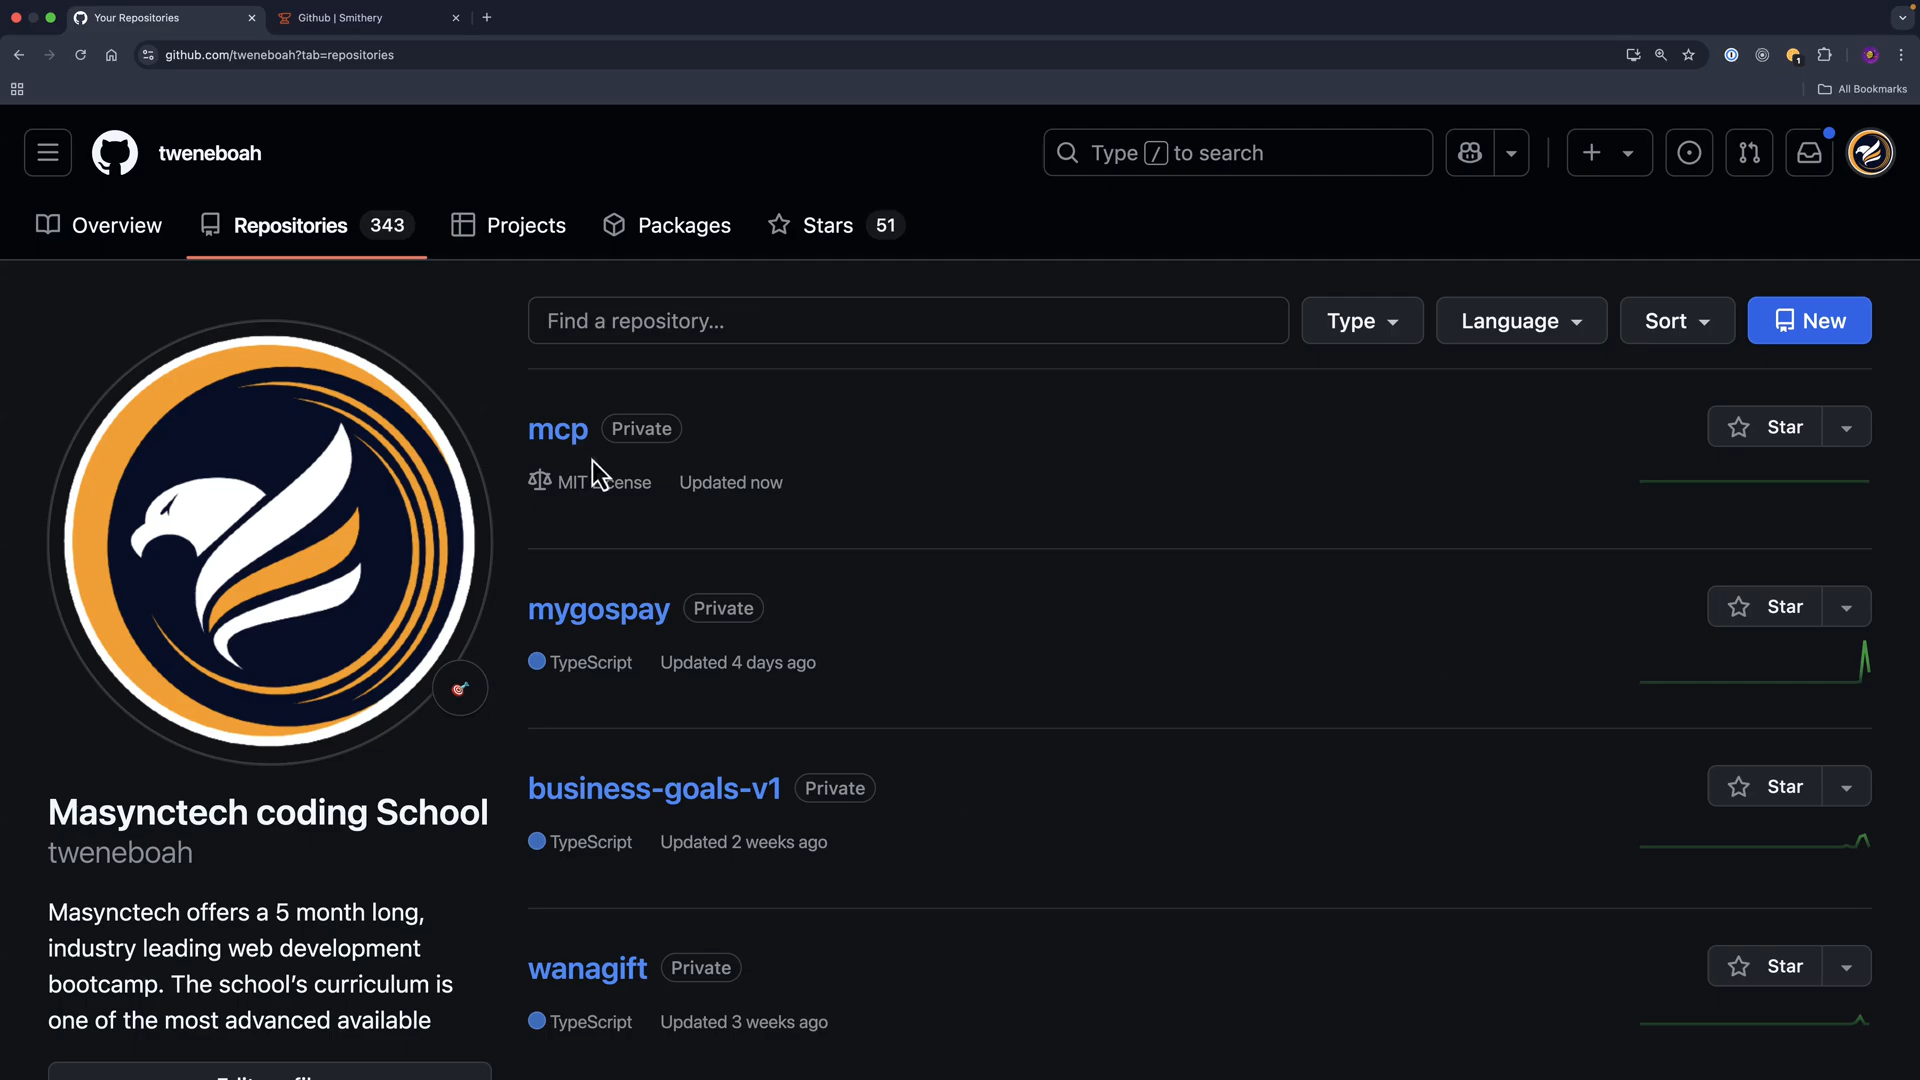 Your Repositories
Github | Smithery
github.com/tweneboah?tab=repositories
1
All Bookmarks
tweneboah
Type / to search
Overview
Repositories 343
Projects
Packages
Stars 51
Find a repository...
Type
Language
Sort
New
mcp Private
Star
MIT License Updated now
mygospay Private
Star
TypeScript Updated 4 days ago
business-goals-v1 Private
Star
TypeScript Updated 2 weeks ago
wanagift Private
Star
TypeScript Updated 3 weeks ago
Masynctech coding School
tweneboah
Masynctech offers a 5 month long,
industry leading web development
bootcamp. The school's curriculum is
one of the most advanced available